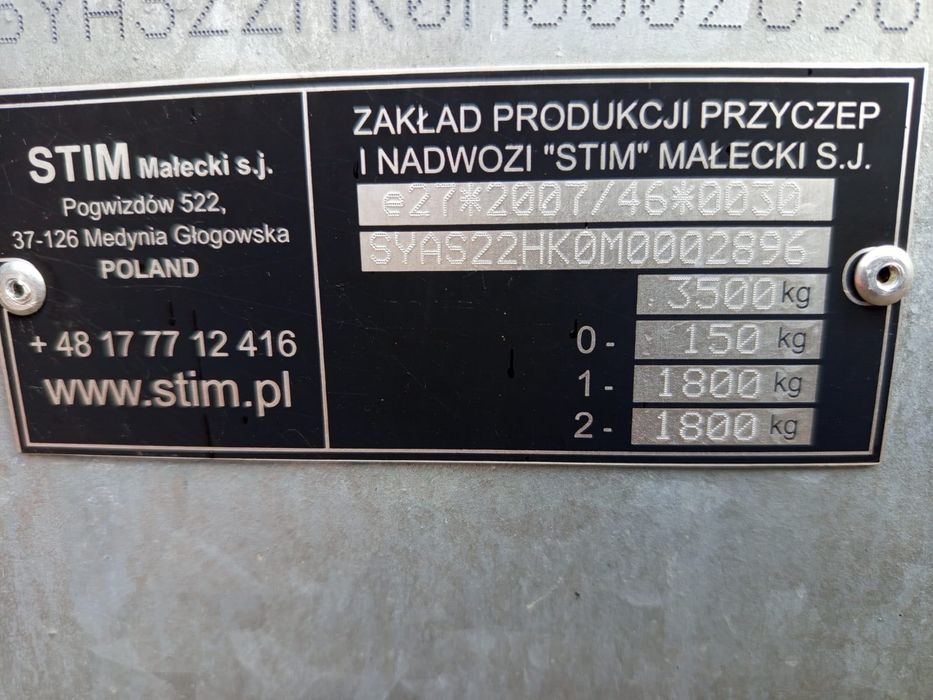 SYAS22HK0M0002896
STIM Małecki s.j.
Pogwizdów 522,
37-126 Medynia Głogowska
POLAND
+ 48 17 77 12 416
www.stim.pl
ZAKŁAD PRODUKCJI PRZYCZEP
I NADWOZI "STIM" MAŁECKI S.J.
e27*2007/46*0030
SYAS22HK0M0002896
3500 kg
0- 150 kg
1- 1800 kg
2- 1800 kg